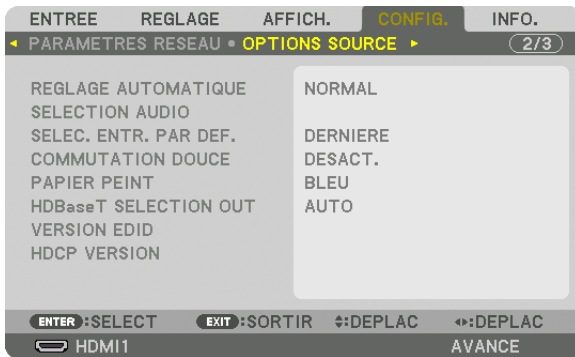 ENTREE REGLAGE AFFICH. CONFIG. INFO.
PARAMETRES RESEAU • OPTIONS SOURCE 2/3
REGLAGE AUTOMATIQUE NORMAL
SELECTION AUDIO
SELEC. ENTR. PAR DEF. DERNIERE
COMMUTATION DOUCE DESACT.
PAPIER PEINT BLEU
HDBaseT SELECTION OUT AUTO
VERSION EDID
HDCP VERSION
ENTER :SELECT EXIT :SORTIR :DEPLAC :DEPLAC
HDMI1 AVANCE